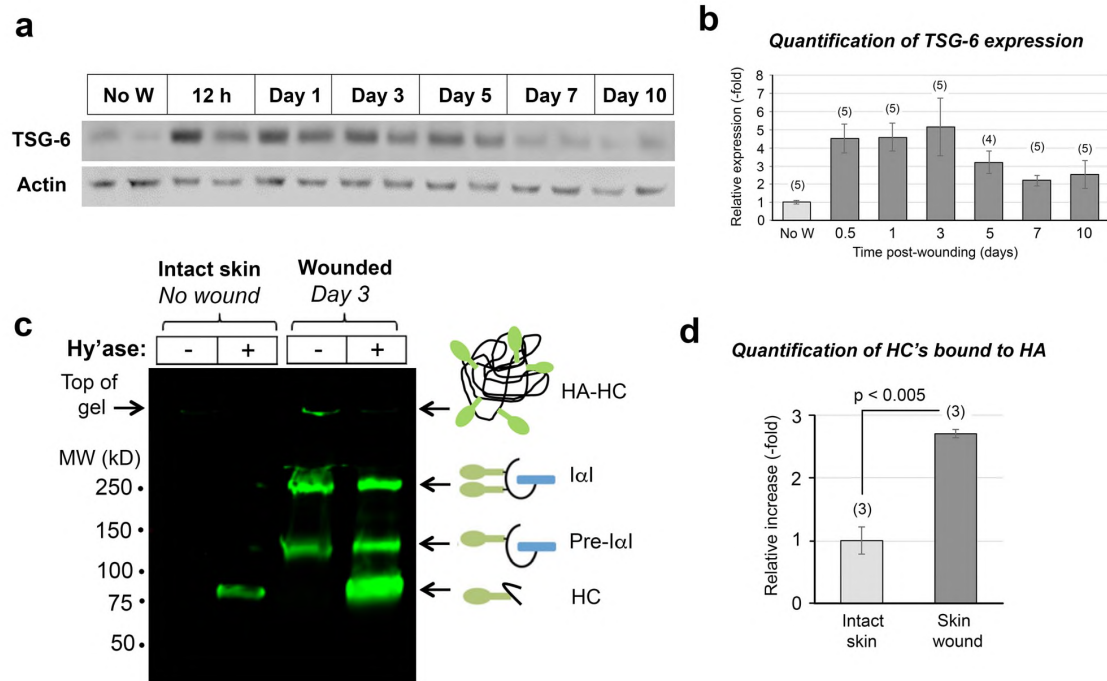 a
No W 12 h Day 1 Day 3 Day 5 Day 7 Day 10
TSG-6
Actin
b
Quantification of TSG-6 expression
Relative expression (-fold)
8
7
6
5
4
3
2
1
0
(5)
(5)
(5)
(5)
(4)
(5)
(5)
No W 0.5 1 3 5 7 10
Time post-wounding (days)
c
Intact skin
No wound
Wounded
Day 3
Hy'ase: - + - +
Top of
gel
MW (kD)
250
150
100
75
50
HA-HC
IαI
Pre-IαI
HC
d
Quantification of HC's bound to HA
Relative increase (-fold)
3
2
1
0
p < 0.005
(3)
(3)
Intact
skin
Skin
wound